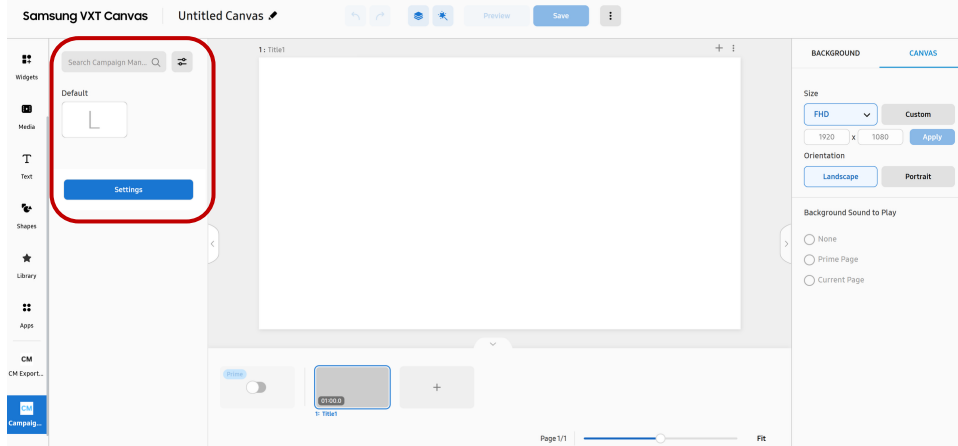 Samsung VXT Canvas
Untitled Canvas
Preview
Save
Widgets
Media
T
Text
Shapes
Library
Apps
CM
CM Export...
CM
Campaig...
Search Campaign Man...
Default
L
Settings
1: Title1
Prime
01:00.0
1: Title1
Page 1/1
Fit
BACKGROUND
CANVAS
Size
FHD
Custom
1920 x 1080 Apply
Orientation
Landscape
Portrait
Background Sound to Play
None
Prime Page
Current Page